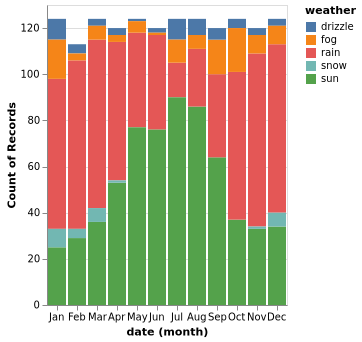 weather
drizzle
fog
rain
snow
sun
Count of Records
120
100
80
60
40
20
0
Jan Feb Mar Apr May Jun Jul Aug Sep Oct Nov Dec
date (month)